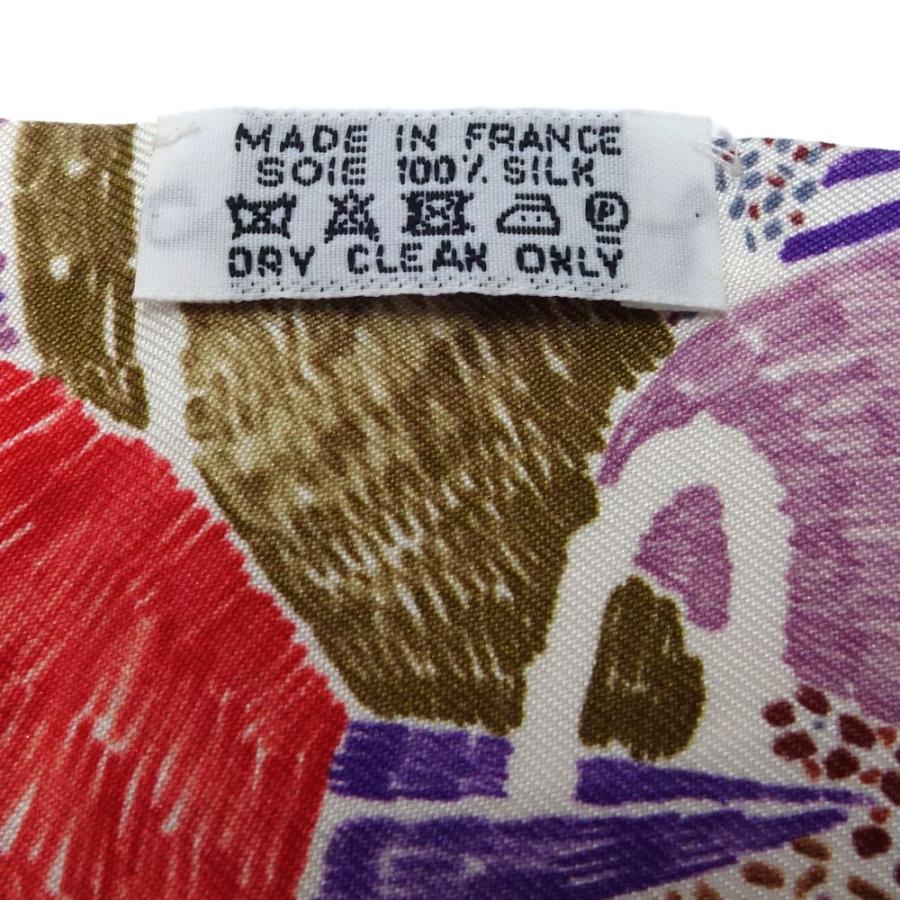 MADE IN FRANCE
SOIE 100% SILK
P
DRY CLEAN ONLY